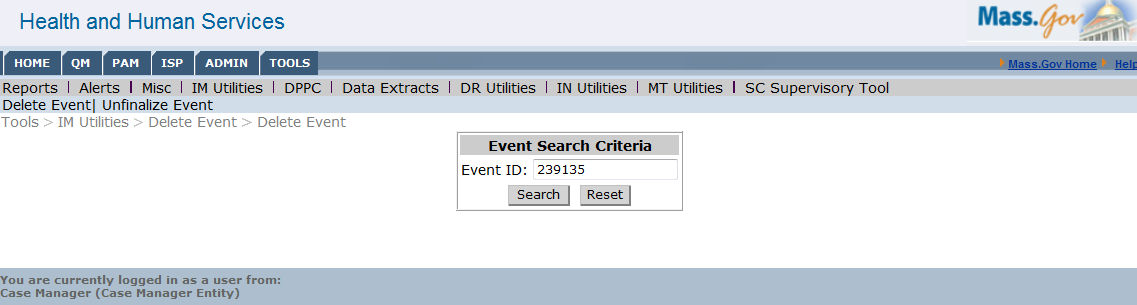 Health and Human Services
Mass.Gov
HOME QM PAM ISP ADMIN TOOLS
Mass.Gov Home Help
Reports | Alerts | Misc | IM Utilities | DPPC | Data Extracts | DR Utilities | IN Utilities | MT Utilities | SC Supervisory Tool
Delete Event| Unfinalize Event
Tools > IM Utilities > Delete Event > Delete Event
Event Search Criteria
Event ID: 239135
Search Reset
You are currently logged in as a user from:
Case Manager (Case Manager Entity)